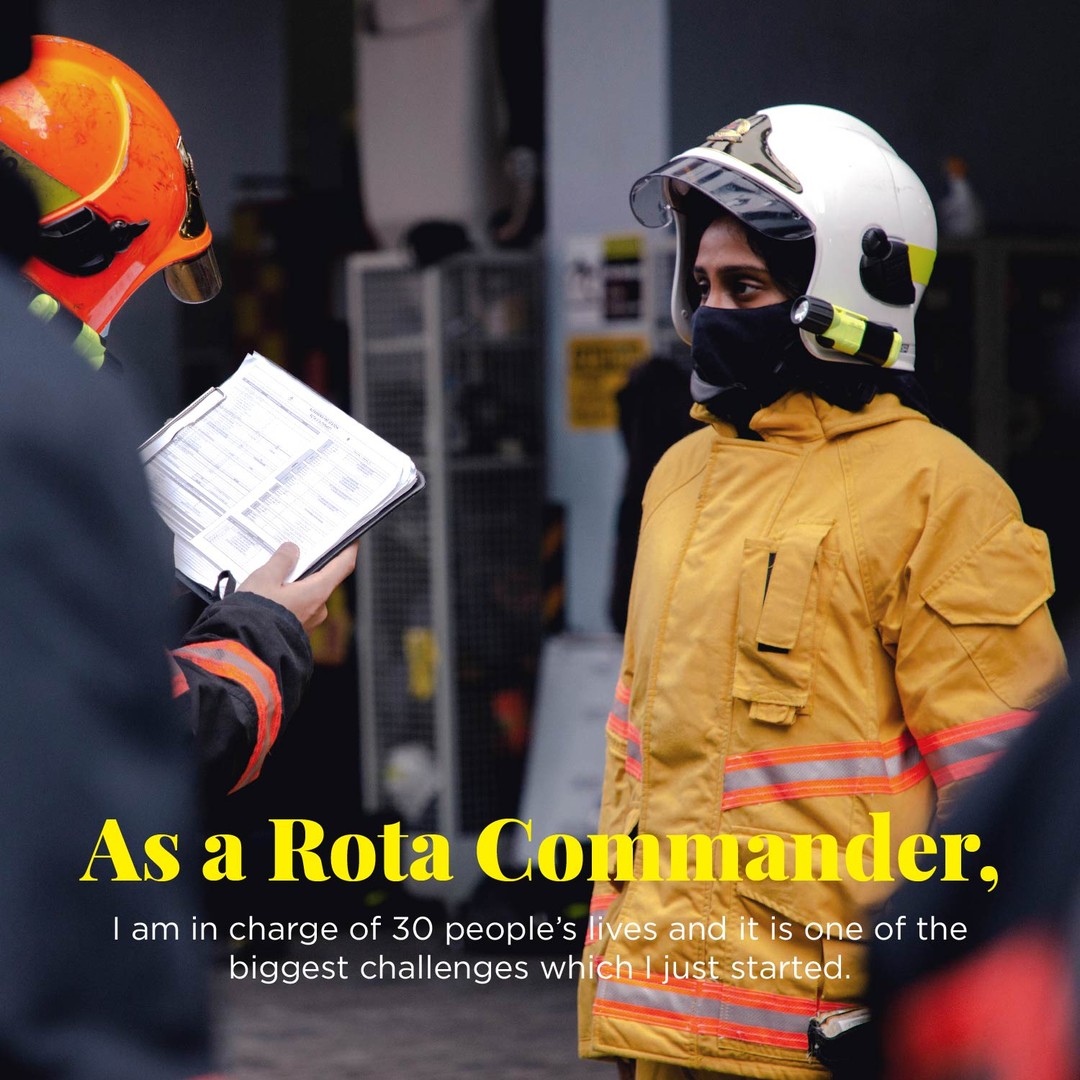 As a Rota Commander,
I am in charge of 30 people’s lives and it is one of the
biggest challenges which I just started.